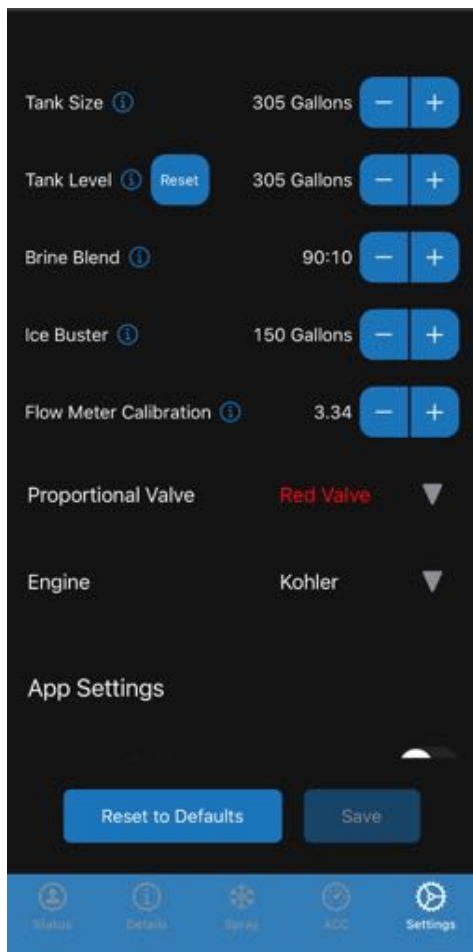 Tank Size 305 Gallons − +
Tank Level Reset 305 Gallons − +
Brine Blend 90:10 − +
Ice Buster 150 Gallons − +
Flow Meter Calibration 3.34 − +
Proportional Valve Red Valve
Engine Kohler
App Settings
Reset to Defaults Save
Status Details Spray ACC Settings